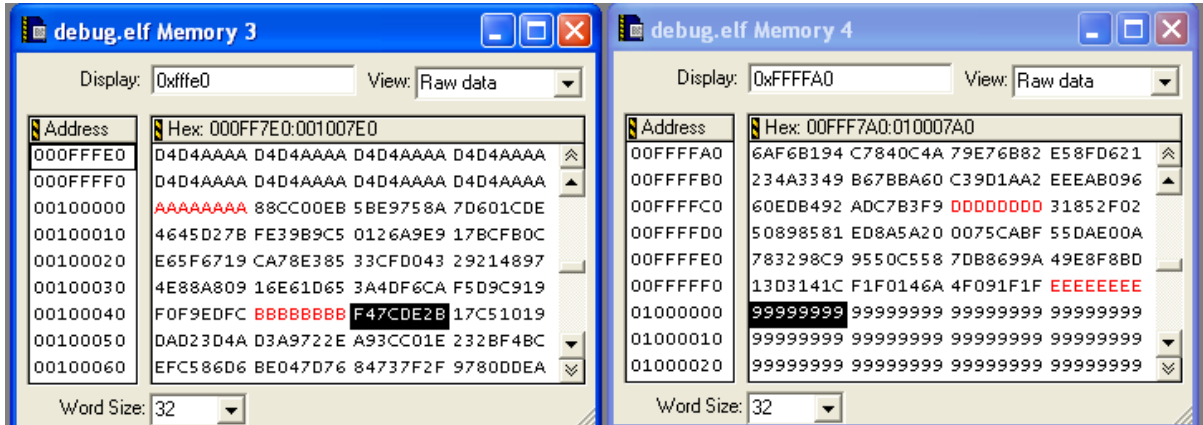 debug.elf Memory 3
Display: 0xfffe0 View: Raw data
Address Hex: 000FF7E0:001007E0
000FFFE0 D4D4AAAA D4D4AAAA D4D4AAAA D4D4AAAA
000FFFF0 D4D4AAAA D4D4AAAA D4D4AAAA D4D4AAAA
00100000 AAAAAAAA 88CC00EB 5BE9758A 7D601CDE
00100010 4645D27B FE39B9C5 0126A9E9 17BCFB0C
00100020 E65F6719 CA78E385 33CFD043 29214897
00100030 4E88A809 16E61D65 3A4DF6CA F5D9C919
00100040 F0F9EDFC BBBBBBBB F47CDE2B 17C51019
00100050 DAD23D4A D3A9722E A93CC01E 232BF4BC
00100060 EFC586D6 BE047D76 84737F2F 9780DDEA
Word Size: 32
debug.elf Memory 4
Display: 0xFFFFA0 View: Raw data
Address Hex: 00FFF7A0:010007A0
00FFFFA0 6AF6B194 C7840C4A 79E76B82 E58FD621
00FFFFB0 234A3349 B67BBA60 C39D1AA2 EEEAB096
00FFFFC0 60EDB492 ADC7B3F9 DDDDDDDD 31852F02
00FFFFD0 50898581 ED8A5A20 0075CABF 55DAE00A
00FFFFE0 783298C9 9550C558 7DB8699A 49E8F8BD
00FFFFF0 13D3141C F1F0146A 4F091F1F EEEEEEEE
01000000 99999999 99999999 99999999 99999999
01000010 99999999 99999999 99999999 99999999
01000020 99999999 99999999 99999999 99999999
Word Size: 32